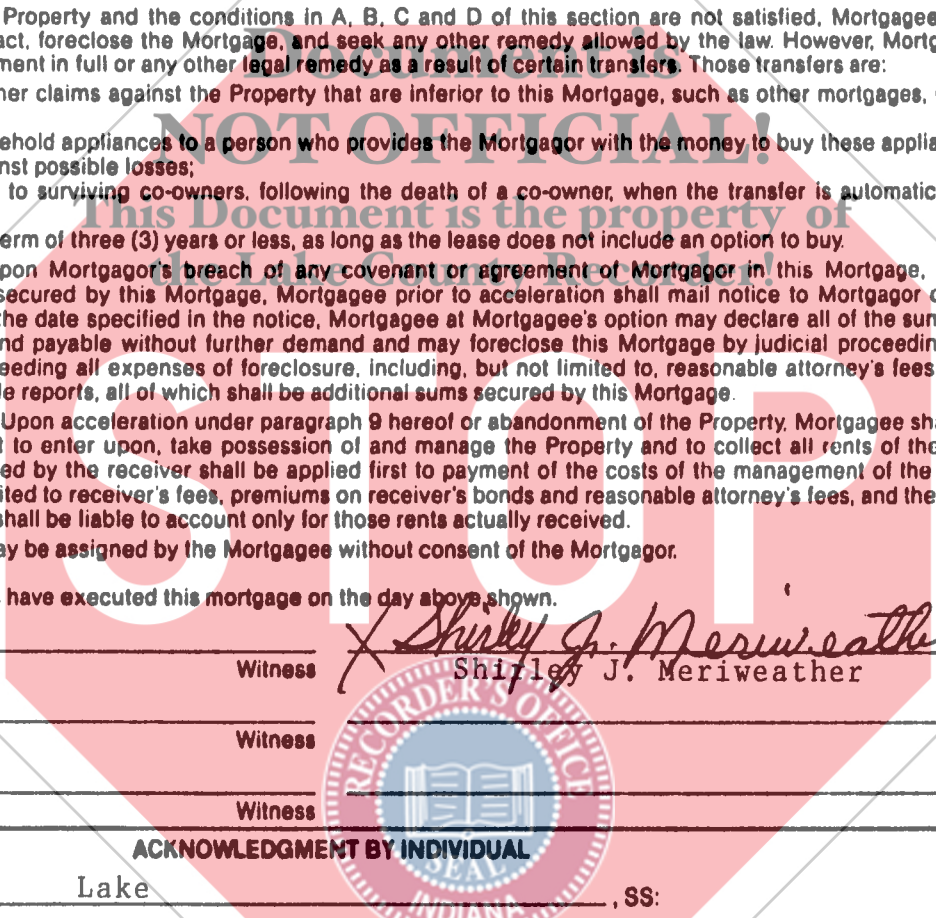 Property and the conditions in A, B, C and D of this section are not satisfied, Mortgagee
act, foreclose the Mortgage, and seek any other remedy allowed by the law. However, Mortg
ment in full or any other legal remedy as a result of certain transfers. Those transfers are:
Document is
her claims against the Property that are inferior to this Mortgage, such as other mortgages,
NOT OFFICIAL!
ehold appliances to a person who provides the Mortgagor with the money to buy these applia
nst possible losses;
to surviving co-owners, following the death of a co-owner, when the transfer is automatic
This Document is the property of
erm of three (3) years or less, as long as the lease does not include an option to buy.
the Lake County Recorder!
pon Mortgagor's breach of any covenant or agreement of Mortgagor in this Mortgage,
secured by this Mortgage, Mortgagee prior to acceleration shall mail notice to Mortgagor
the date specified in the notice, Mortgagee at Mortgagee's option may declare all of the sum
nd payable without further demand and may foreclose this Mortgage by judicial proceedin
eeding all expenses of foreclosure, including, but not limited to, reasonable attorney's fees
le reports, all of which shall be additional sums secured by this Mortgage.
STOP
Upon acceleration under paragraph 9 hereof or abandonment of the Property, Mortgagee sha
t to enter upon, take possession of and manage the Property and to collect all rents of the
ed by the receiver shall be applied first to payment of the costs of the management of the
ited to receiver's fees, premiums on receiver's bonds and reasonable attorney's fees, and the
shall be liable to account only for those rents actually received.
ay be assigned by the Mortgagee without consent of the Mortgagor.
have executed this mortgage on the day above shown.
X Shirley J. Meriweathe
Witness Shirley J. Meriweather
Witness
Witness
RECORDER'S OFFICE
SEAL
INDIANA
ACKNOWLEDGMENT BY INDIVIDUAL
Lake , SS: